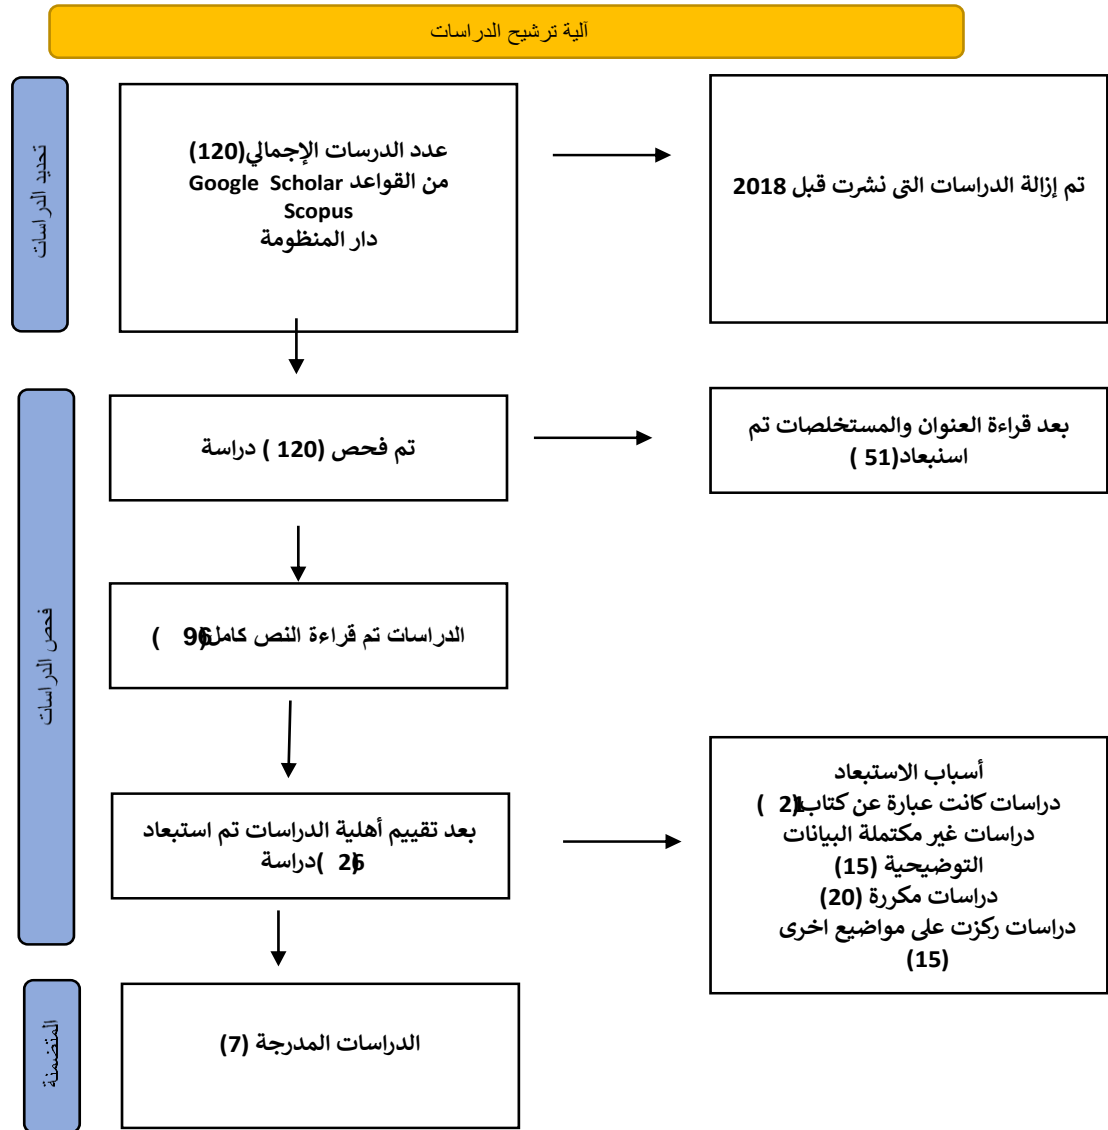 آلية ترشيح الدراسات
تحديد الدراسات
عدد الدرسات الإجمالي(120)
من القواعد Google Scholar
Scopus
دار المنظومة
تم إزالة الدراسات التى نشرت قبل 2018
فحص الدراسات
تم فحص (120 ) دراسة
بعد قراءة العنوان والمستخلصات تم
اسنبعاد(51 )
الدراسات تم قراءة النص كامل(96 )
بعد تقييم أهلية الدراسات تم استبعاد
(26 )دراسة
أسباب الاستبعاد
دراسات كانت عبارة عن كتاب(21 )
دراسات غير مكتملة البيانات
التوضيحية (15)
دراسات مكررة (20)
دراسات ركزت على مواضيع اخرى
(15)
المتضمنة
الدراسات المدرجة (7)